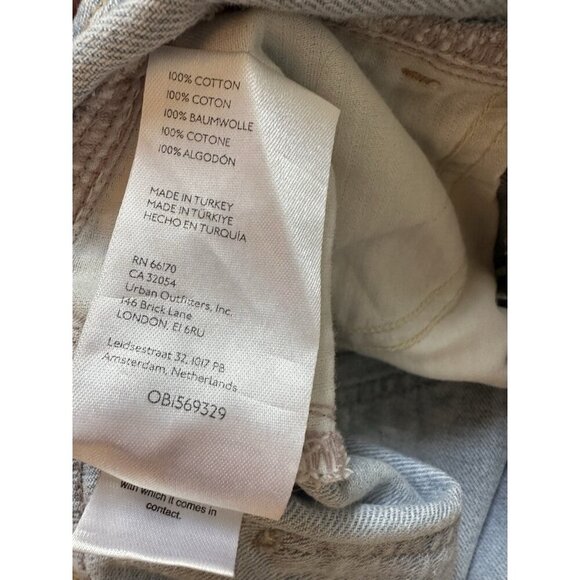 100% COTTON
100% COTON
100% BAUMWOLLE
100% COTONE
100% ALGODÓN
MADE IN TURKEY
MADE IN TÜRKIYE
HECHO EN TURQUÍA
RN 66170
CA 32054
Urban Outfitters, Inc.
146 Brick Lane
LONDON, E1 6RU
Leidsestraat 32, 1017 PB
Amsterdam, Netherlands
OB1569329
with which it comes in
contact.